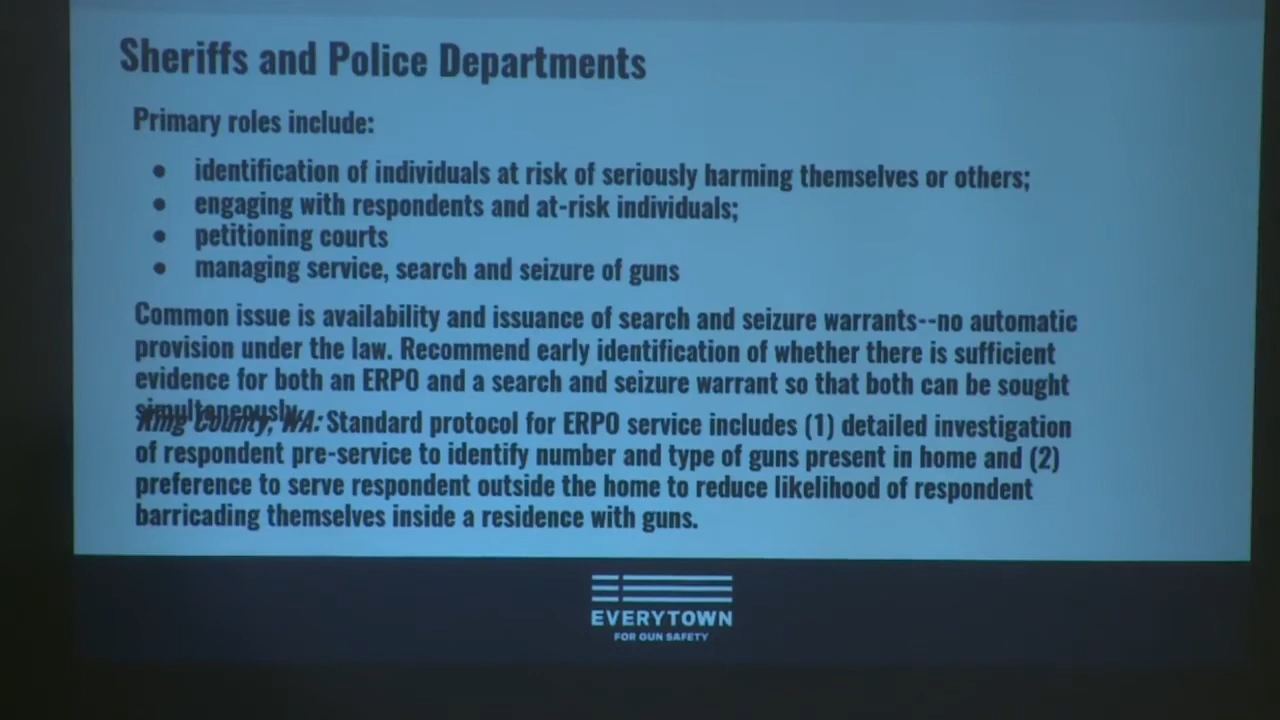 Sheriffs and Police Departments
Primary roles include:
● identification of individuals at risk of seriously harming themselves or others;
● engaging with respondents and at-risk individuals;
● petitioning courts
● managing service, search and seizure of guns
Common issue is availability and issuance of search and seizure warrants--no automatic
provision under the law. Recommend early identification of whether there is sufficient
evidence for both an ERPO and a search and seizure warrant so that both can be sought
simultaneously.
King County, WA: Standard protocol for ERPO service includes (1) detailed investigation
of respondent pre-service to identify number and type of guns present in home and (2)
preference to serve respondent outside the home to reduce likelihood of respondent
barricading themselves inside a residence with guns.
EVERYTOWN
FOR GUN SAFETY